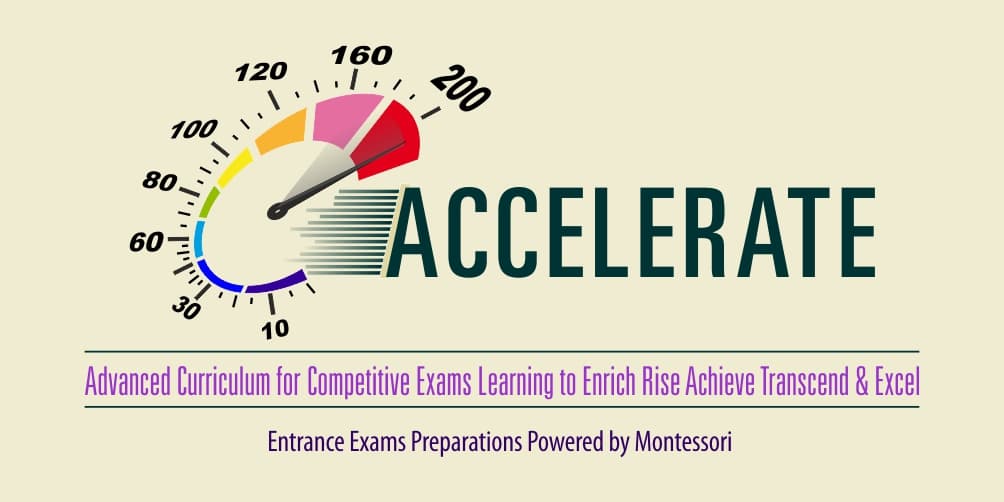 10
30
60
80
100
120
160
200
ACCELERATE
Advanced Curriculum for Competitive Exams Learning to Enrich Rise Achieve Transcend & Excel
Entrance Exams Preparations Powered by Montessori